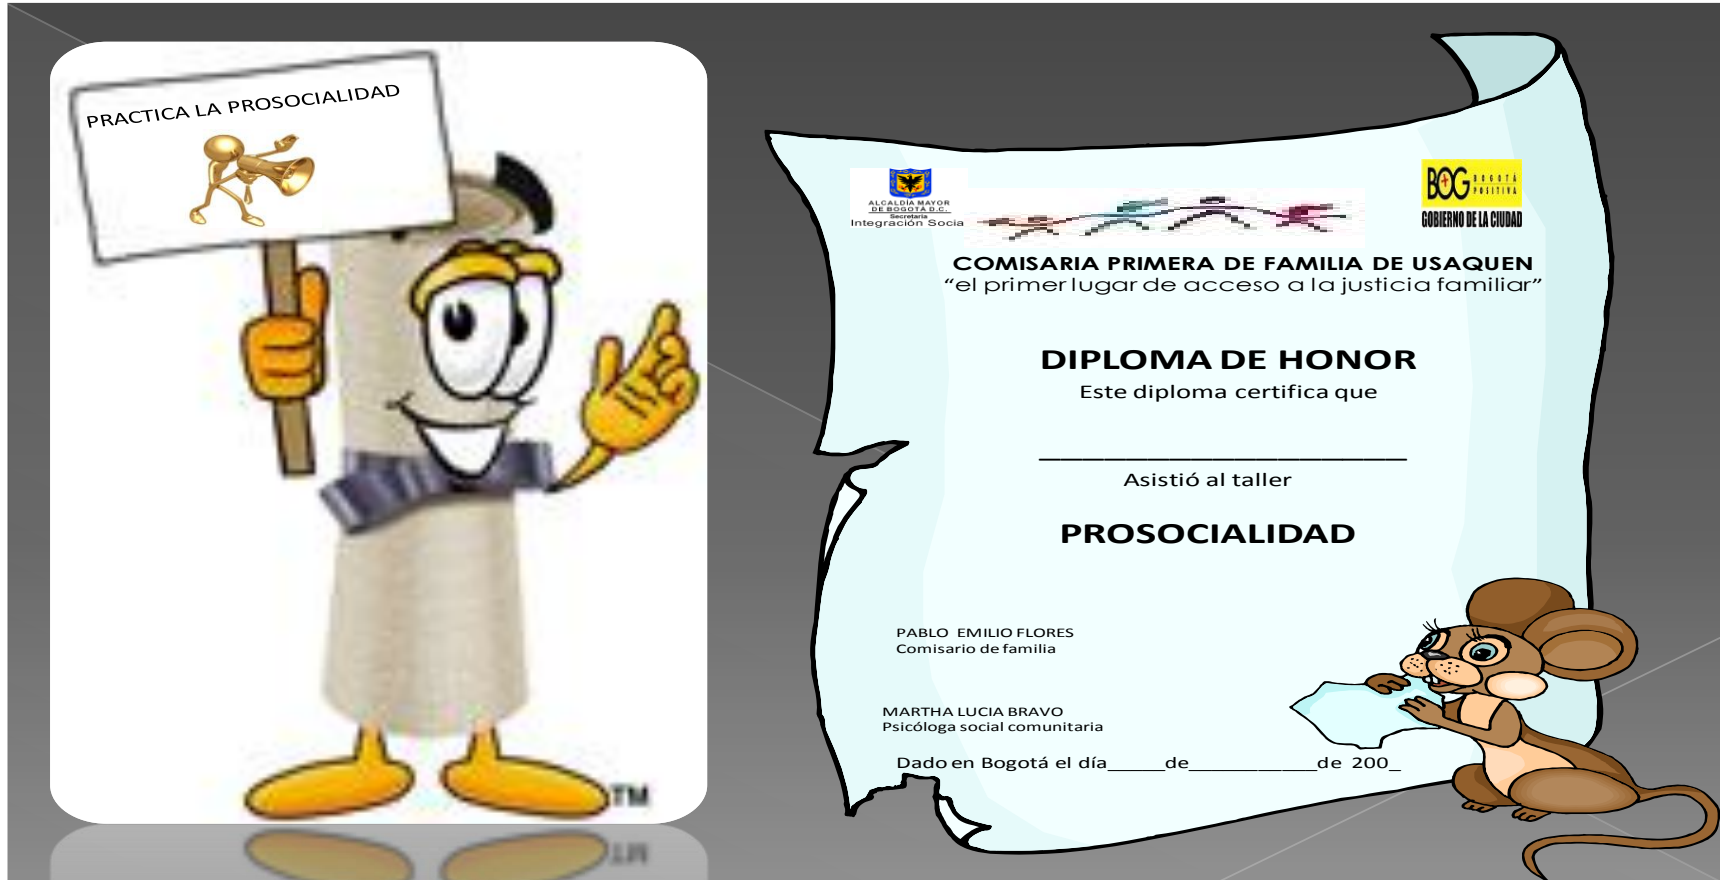 PRACTICA LA PROSOCIALIDAD
TM
ALCALDÍA MAYOR
DE BOGOTÁ D.C.
Secretaría
Integración Socia
BOG BOGOTÁ
POSITIVA
GOBIERNO DE LA CIUDAD
COMISARIA PRIMERA DE FAMILIA DE USAQUEN
“el primer lugar de acceso a la justicia familiar”
DIPLOMA DE HONOR
Este diploma certifica que
_______________________
Asistió al taller
PROSOCIALIDAD
PABLO EMILIO FLORES
Comisario de familia
MARTHA LUCIA BRAVO
Psicóloga social comunitaria
Dado en Bogotá el día_____de___________de 200_